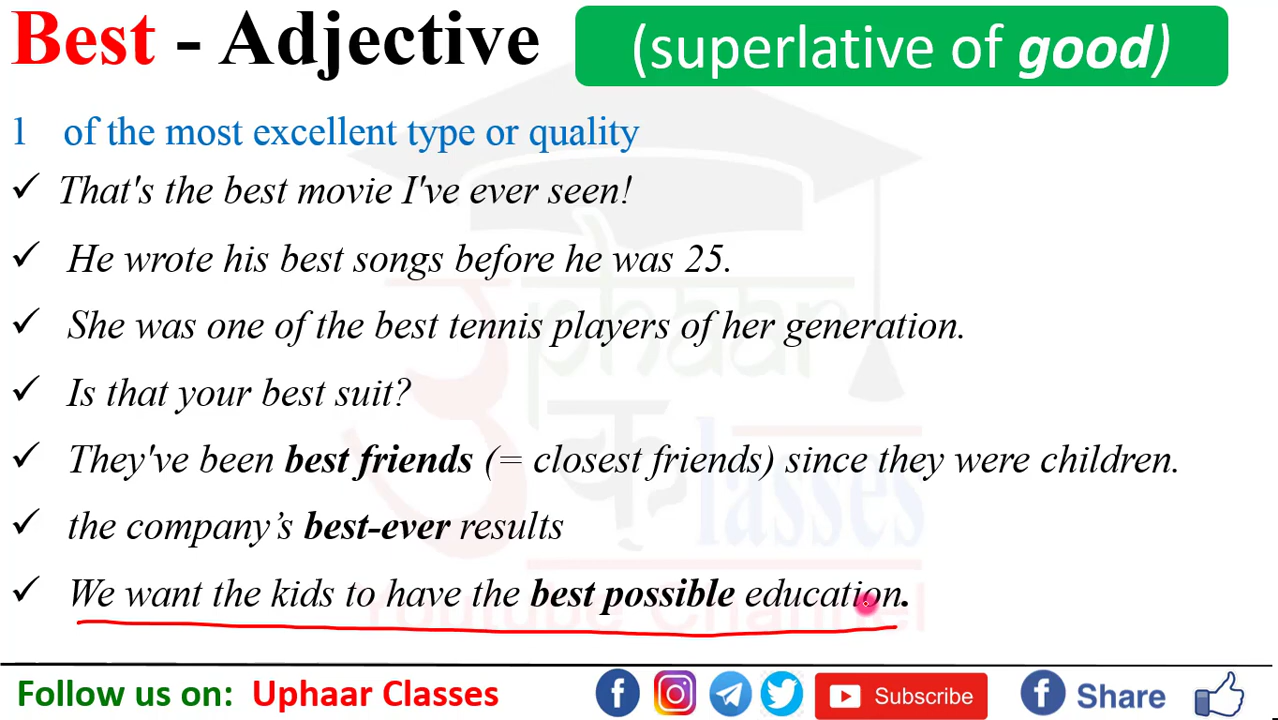 Best - Adjective (superlative of good)
1 of the most excellent type or quality
✓ That's the best movie I've ever seen!
✓ He wrote his best songs before he was 25.
✓ She was one of the best tennis players of her generation.
✓ Is that your best suit?
✓ They've been best friends (= closest friends) since they were children.
✓ the company’s best-ever results
✓ We want the kids to have the best possible education.
उphaar
क lasses
Youtube Channel
Follow us on: Uphaar Classes Subscribe Share